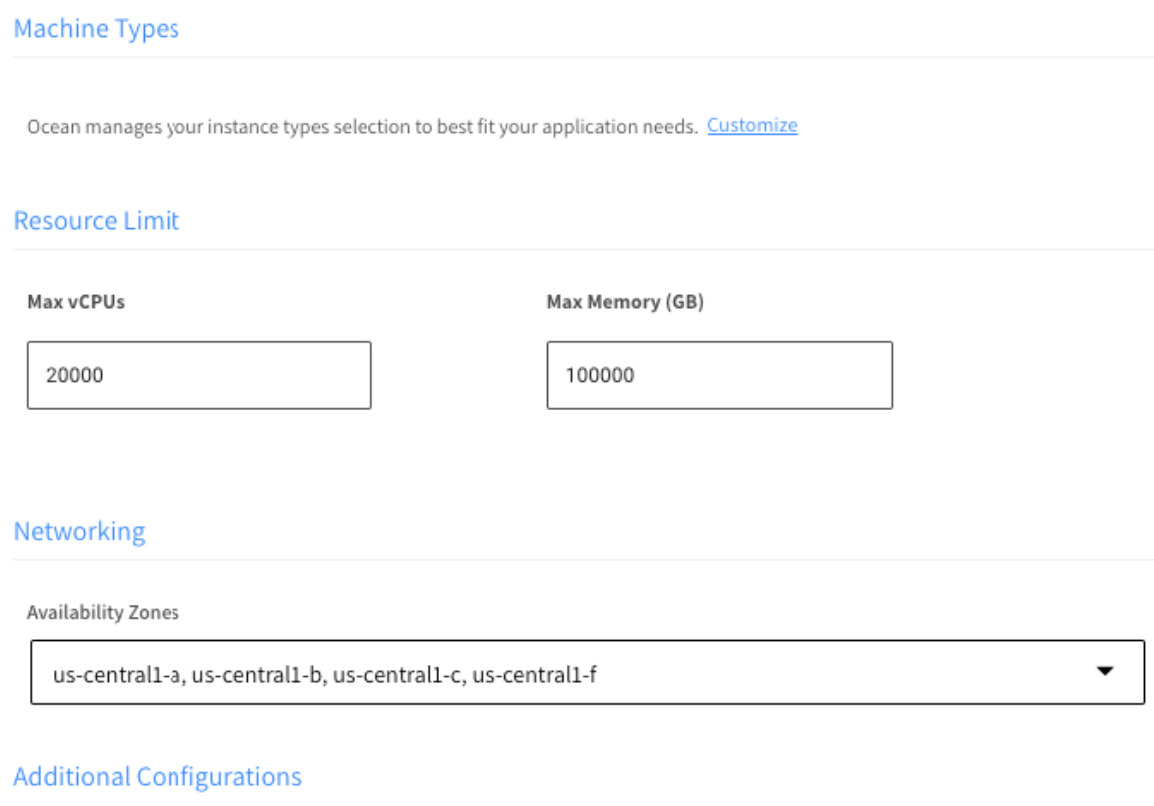 Machine Types
Ocean manages your instance types selection to best fit your application needs. Customize
Resource Limit
Max vCPUs
Max Memory (GB)
20000
100000
Networking
Availability Zones
us-central1-a, us-central1-b, us-central1-c, us-central1-f
Additional Configurations